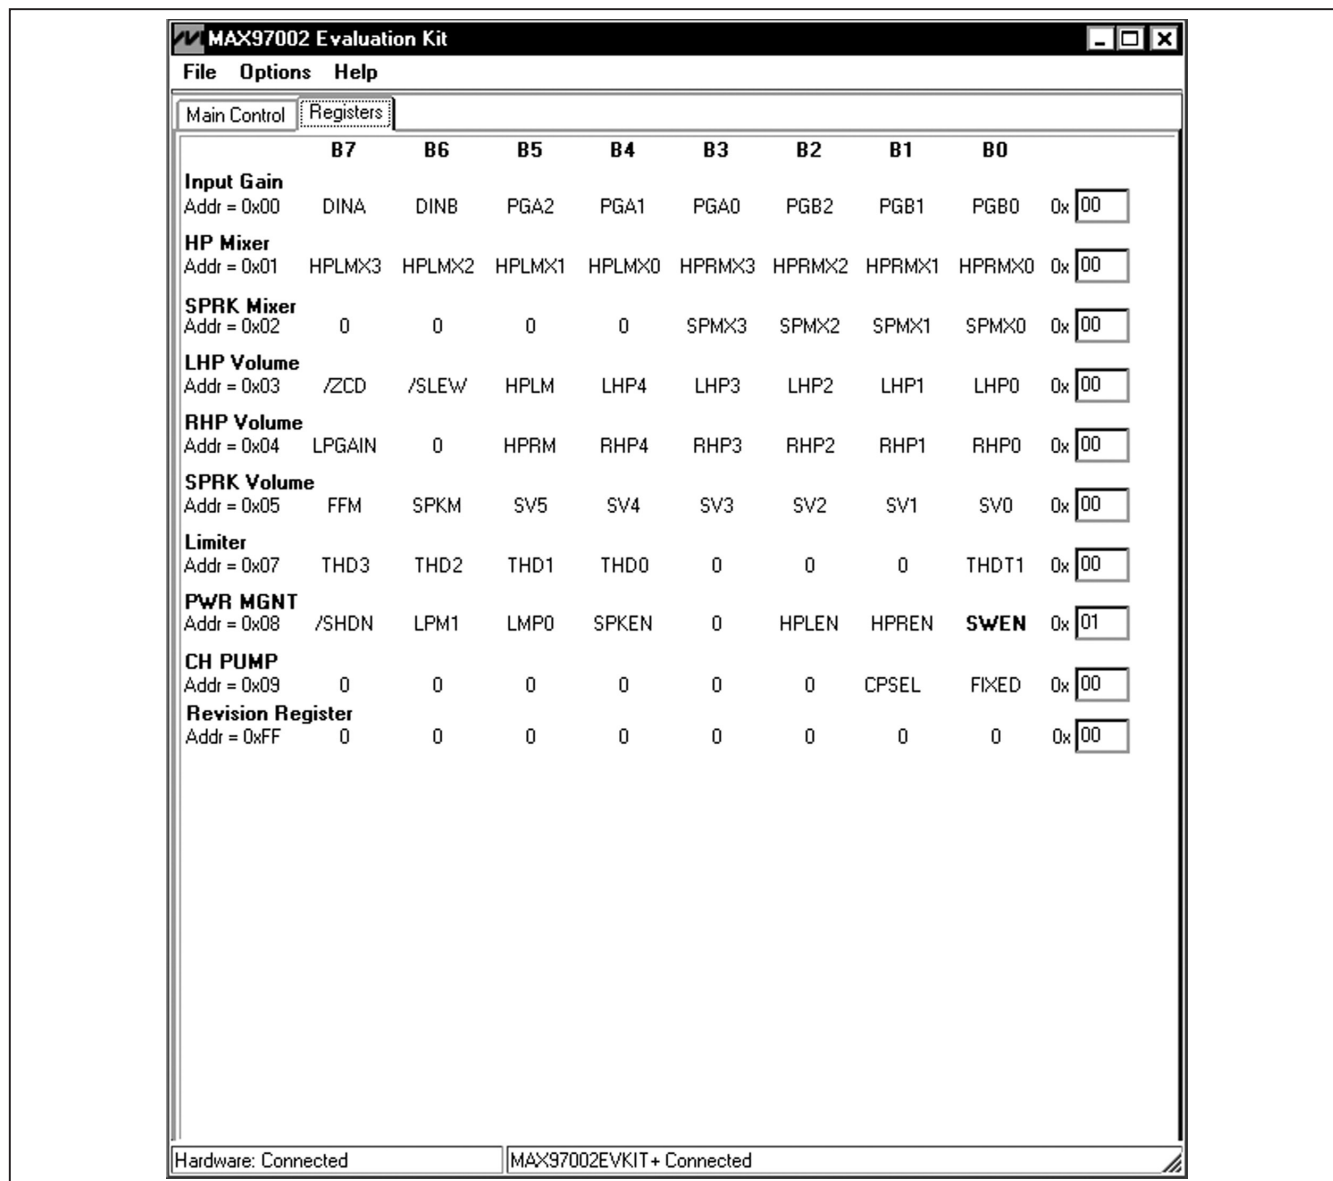 MAX97002 Evaluation Kit
File Options Help
Main Control Registers
B7 B6 B5 B4 B3 B2 B1 B0
Input Gain
Addr = 0x00 DINA DINB PGA2 PGA1 PGA0 PGB2 PGB1 PGB0 0x 00
HP Mixer
Addr = 0x01 HPLMX3 HPLMX2 HPLMX1 HPLMX0 HPRMX3 HPRMX2 HPRMX1 HPRMX0 0x 00
SPRK Mixer
Addr = 0x02 0 0 0 0 SPMX3 SPMX2 SPMX1 SPMX0 0x 00
LHP Volume
Addr = 0x03 /ZCD /SLEW HPLM LHP4 LHP3 LHP2 LHP1 LHP0 0x 00
RHP Volume
Addr = 0x04 LPGAIN 0 HPRM RHP4 RHP3 RHP2 RHP1 RHP0 0x 00
SPRK Volume
Addr = 0x05 FFM SPKM SV5 SV4 SV3 SV2 SV1 SV0 0x 00
Limiter
Addr = 0x07 THD3 THD2 THD1 THD0 0 0 0 THDT1 0x 00
PWR MGNT
Addr = 0x08 /SHDN LPM1 LMP0 SPKEN 0 HPLEN HPREN SWEN 0x 01
CH PUMP
Addr = 0x09 0 0 0 0 0 0 CPSEL FIXED 0x 00
Revision Register
Addr = 0xFF 0 0 0 0 0 0 0 0 0x 00
Hardware: Connected MAX97002EVKIT+ Connected